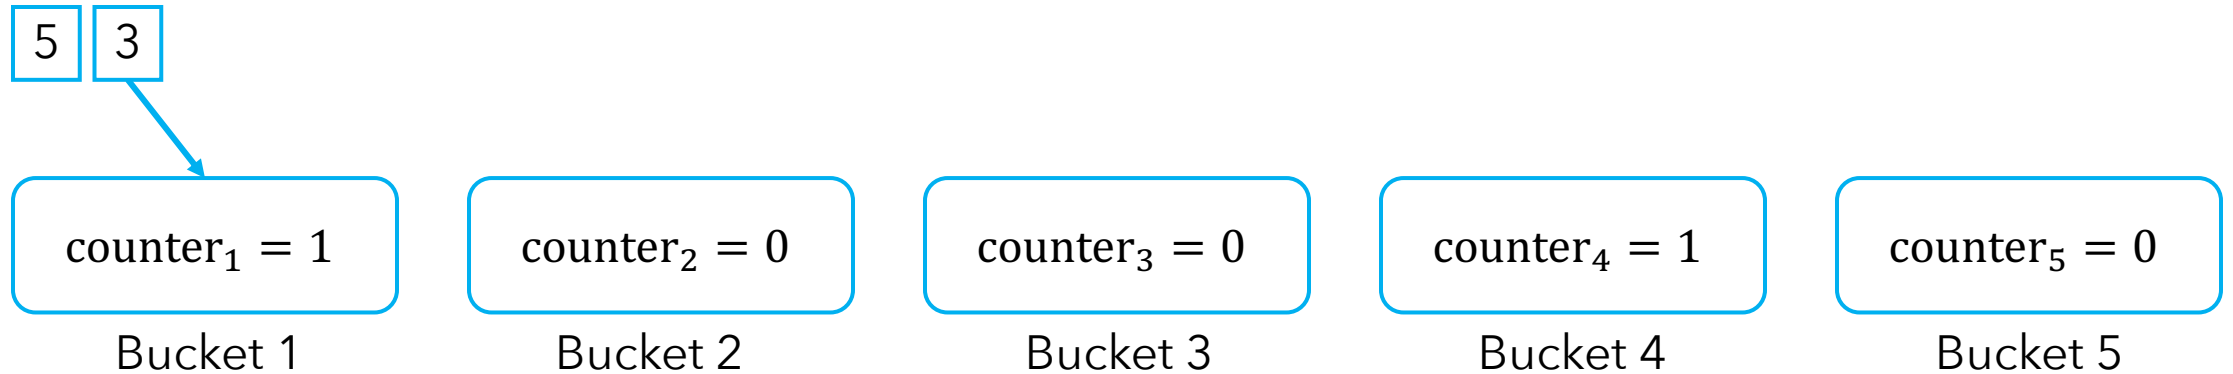 5 3
counter₁ = 1 counter₂ = 0 counter₃ = 0 counter₄ = 1 counter₅ = 0
Bucket 1 Bucket 2 Bucket 3 Bucket 4 Bucket 5